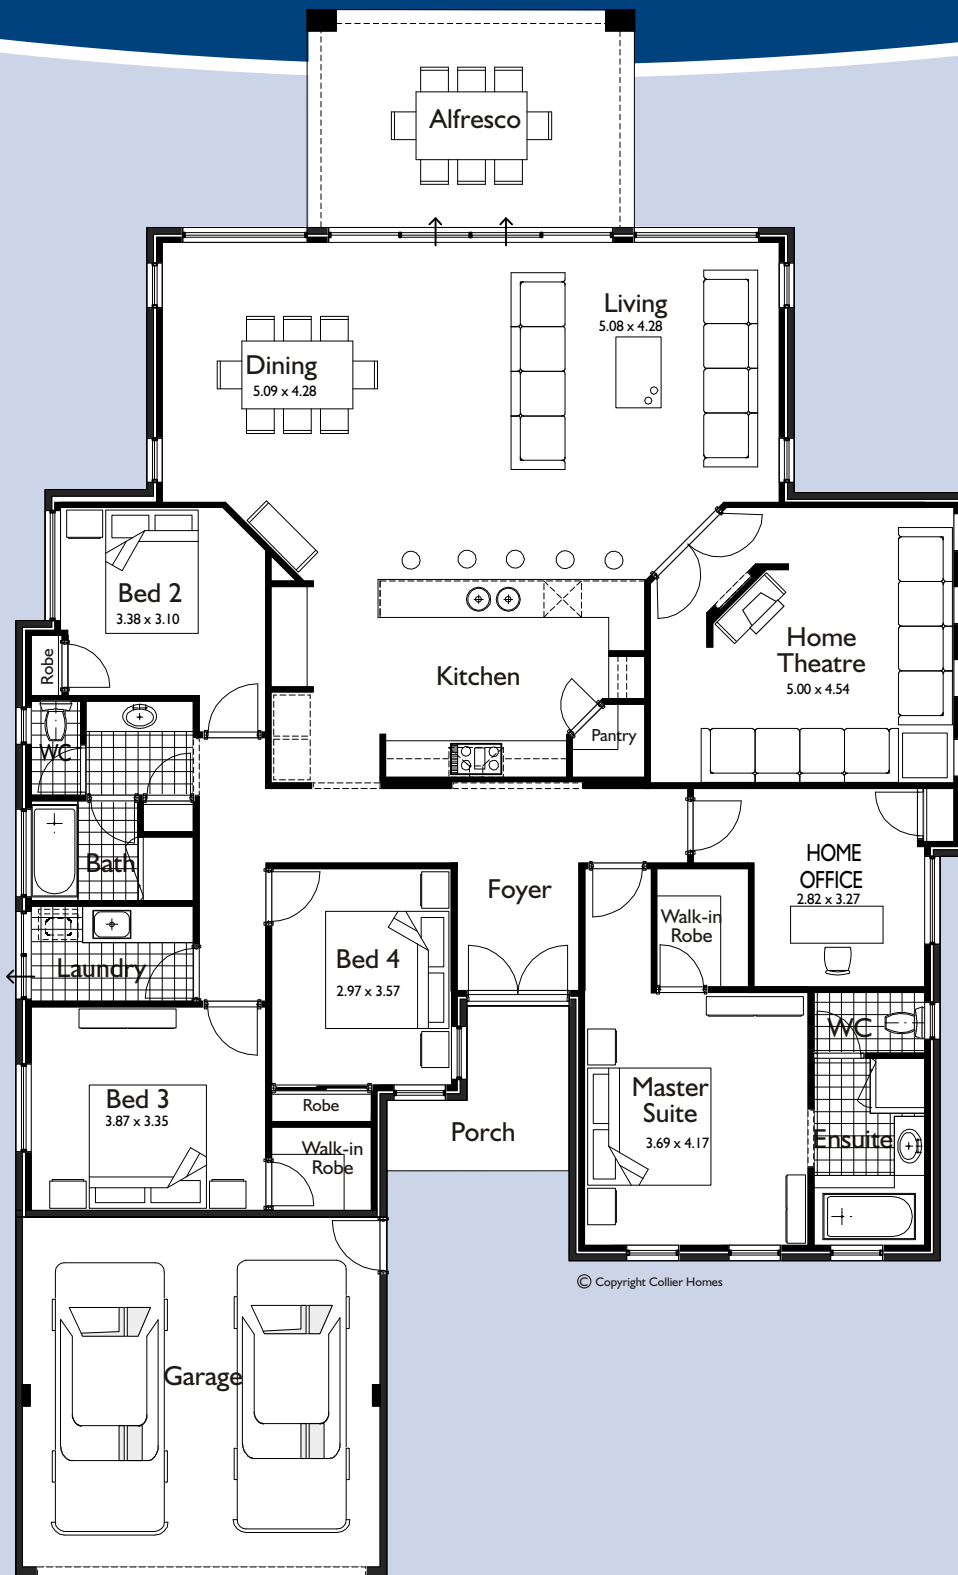 Alfresco
Living
5.08 x 4.28
Dining
5.09 x 4.28
Bed 2
3.38 x 3.10
Robe
Kitchen
Home
Theatre
5.00 x 4.54
Pantry
WC
Bath
HOME
OFFICE
2.82 x 3.27
Foyer
Walk-in
Robe
Laundry
Bed 4
2.97 x 3.57
WC
Bed 3
3.87 x 3.35
Robe
Master
Suite
3.69 x 4.17
Porch
Ensuite
Walk-in
Robe
© Copyright Collier Homes
Garage